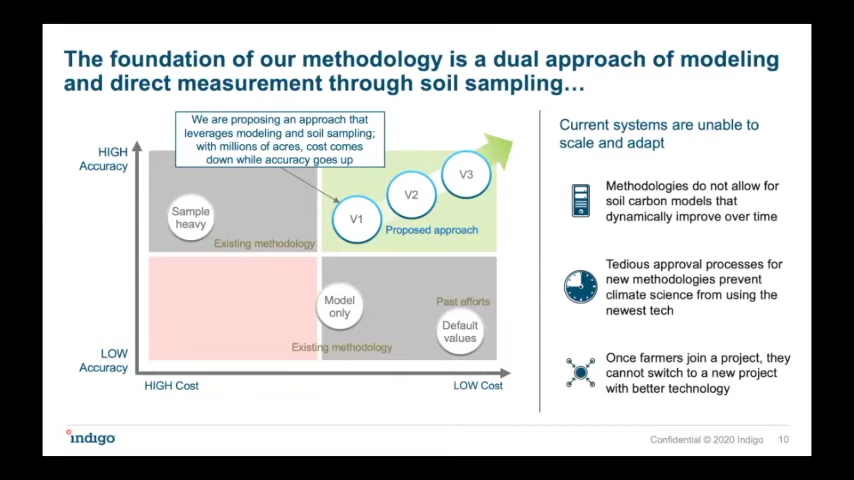 The foundation of our methodology is a dual approach of modeling
and direct measurement through soil sampling…
We are proposing an approach that
leverages modeling and soil sampling;
with millions of acres, cost comes
down while accuracy goes up
HIGH
Accuracy
Sample
heavy
Existing methodology
V1
V2
V3
Proposed approach
Model
only
Existing methodology
Past efforts
Default
values
LOW
Accuracy
HIGH Cost
LOW Cost
Current systems are unable to
scale and adapt
Methodologies do not allow for
soil carbon models that
dynamically improve over time
Tedious approval processes for
new methodologies prevent
climate science from using the
newest tech
Once farmers join a project, they
cannot switch to a new project
with better technology
indigo
Confidential © 2020 Indigo 10